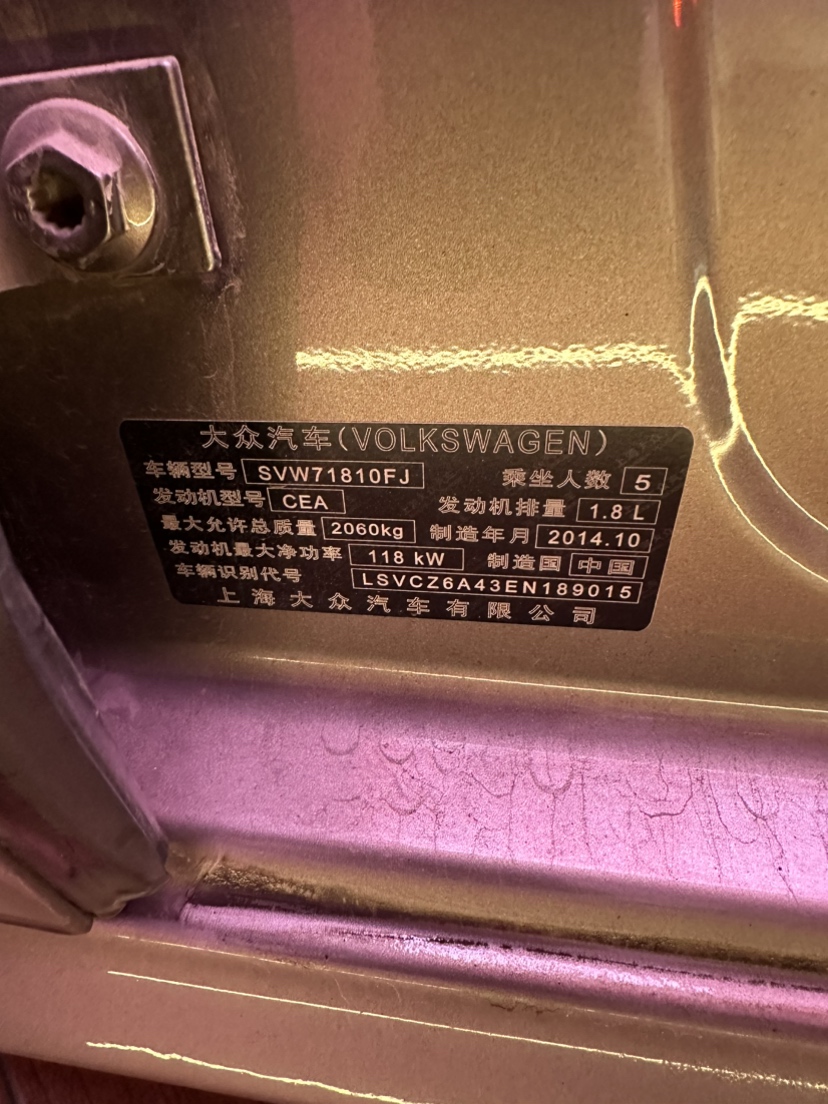 大众汽车(VOLKSWAGEN)
车辆型号 SVW71810FJ 乘坐人数 5
发动机型号 CEA 发动机排量 1.8 L
最大允许总质量 2060kg 制造年月 2014.10
发动机最大净功率 118 kW 制造国 中国
车辆识别代号 LSVCZ6A43EN189015
上海大众汽车有限公司